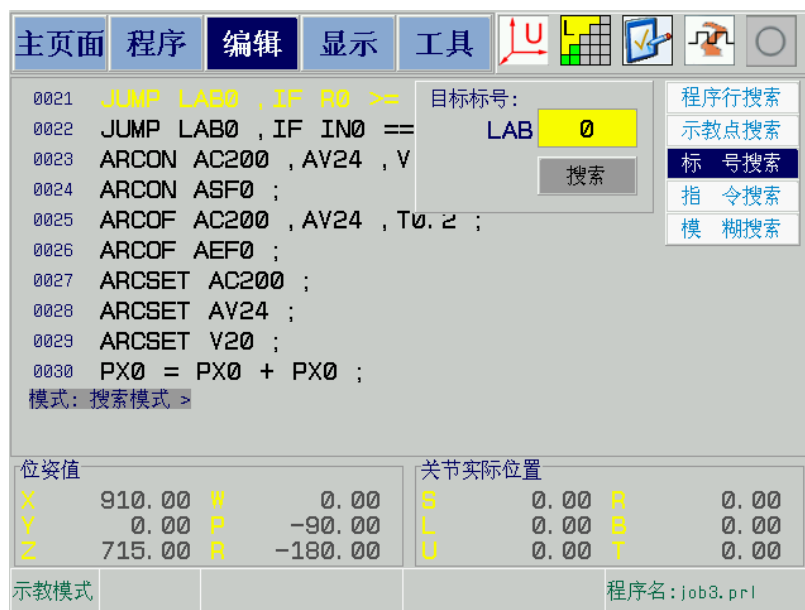 主页面 程序 编辑 显示 工具 U L
0021 JUMP LAB0 ,IF R0 >=
0022 JUMP LAB0 ,IF IN0 ==
0023 ARCON AC200 ,AV24 ,V
0024 ARCON ASF0 ;
0025 ARCOF AC200 ,AV24 ,T0.2 ;
0026 ARCOF AEF0 ;
0027 ARCSET AC200 ;
0028 ARCSET AV24 ;
0029 ARCSET V20 ;
0030 PX0 = PX0 + PX0 ;
模式: 搜索模式 >
目标标号:
LAB 0
搜索
程序行搜索
示教点搜索
标 号搜索
指 令搜索
模 糊搜索
位姿值
X 910.00 W 0.00
Y 0.00 P -90.00
Z 715.00 R -180.00
关节实际位置
S 0.00 R 0.00
L 0.00 B 0.00
U 0.00 T 0.00
示教模式 程序名:job3.prl